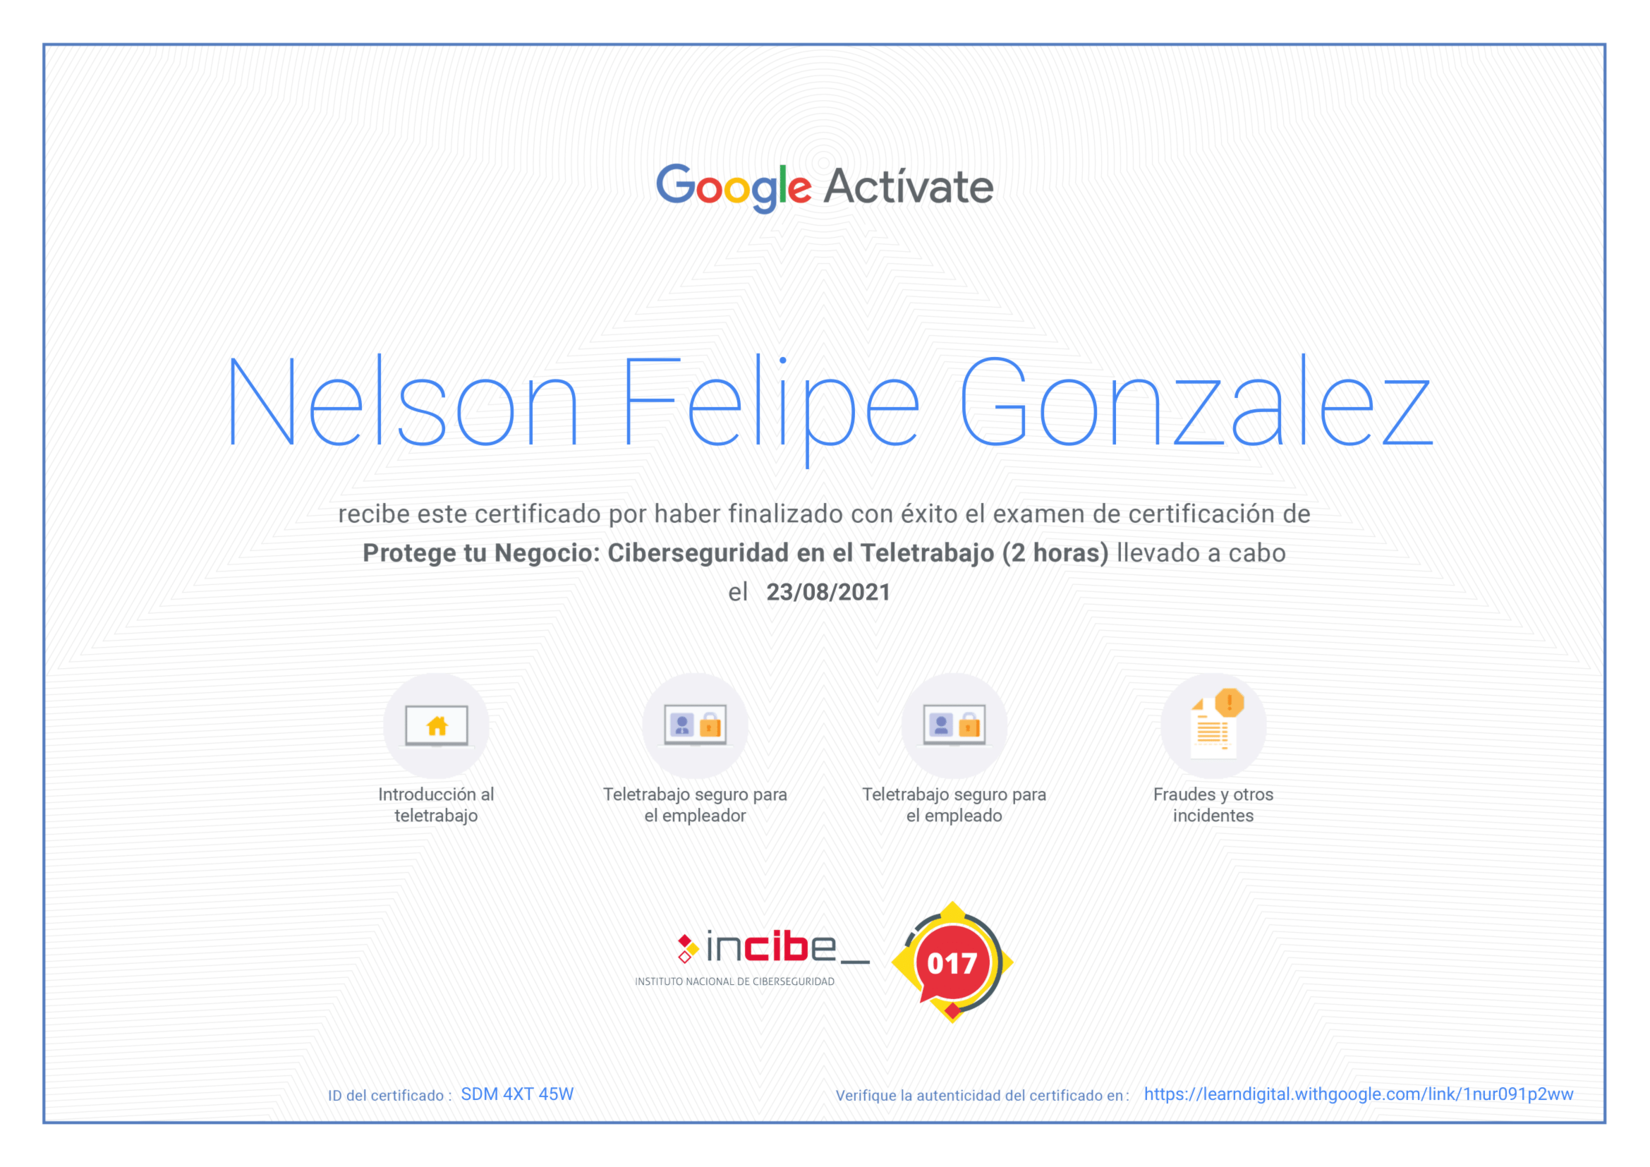 Google Actívate
Nelson Felipe Gonzalez
recibe este certificado por haber finalizado con éxito el examen de certificación de
Protege tu Negocio: Ciberseguridad en el Teletrabajo (2 horas) llevado a cabo
el 23/08/2021
Introducción al
teletrabajo
Teletrabajo seguro para
el empleador
Teletrabajo seguro para
el empleado
Fraudes y otros
incidentes
incibe_
INSTITUTO NACIONAL DE CIBERSEGURIDAD
017
ID del certificado : SDM 4XT 45W
Verifique la autenticidad del certificado en : https://learndigital.withgoogle.com/link/1nur091p2ww